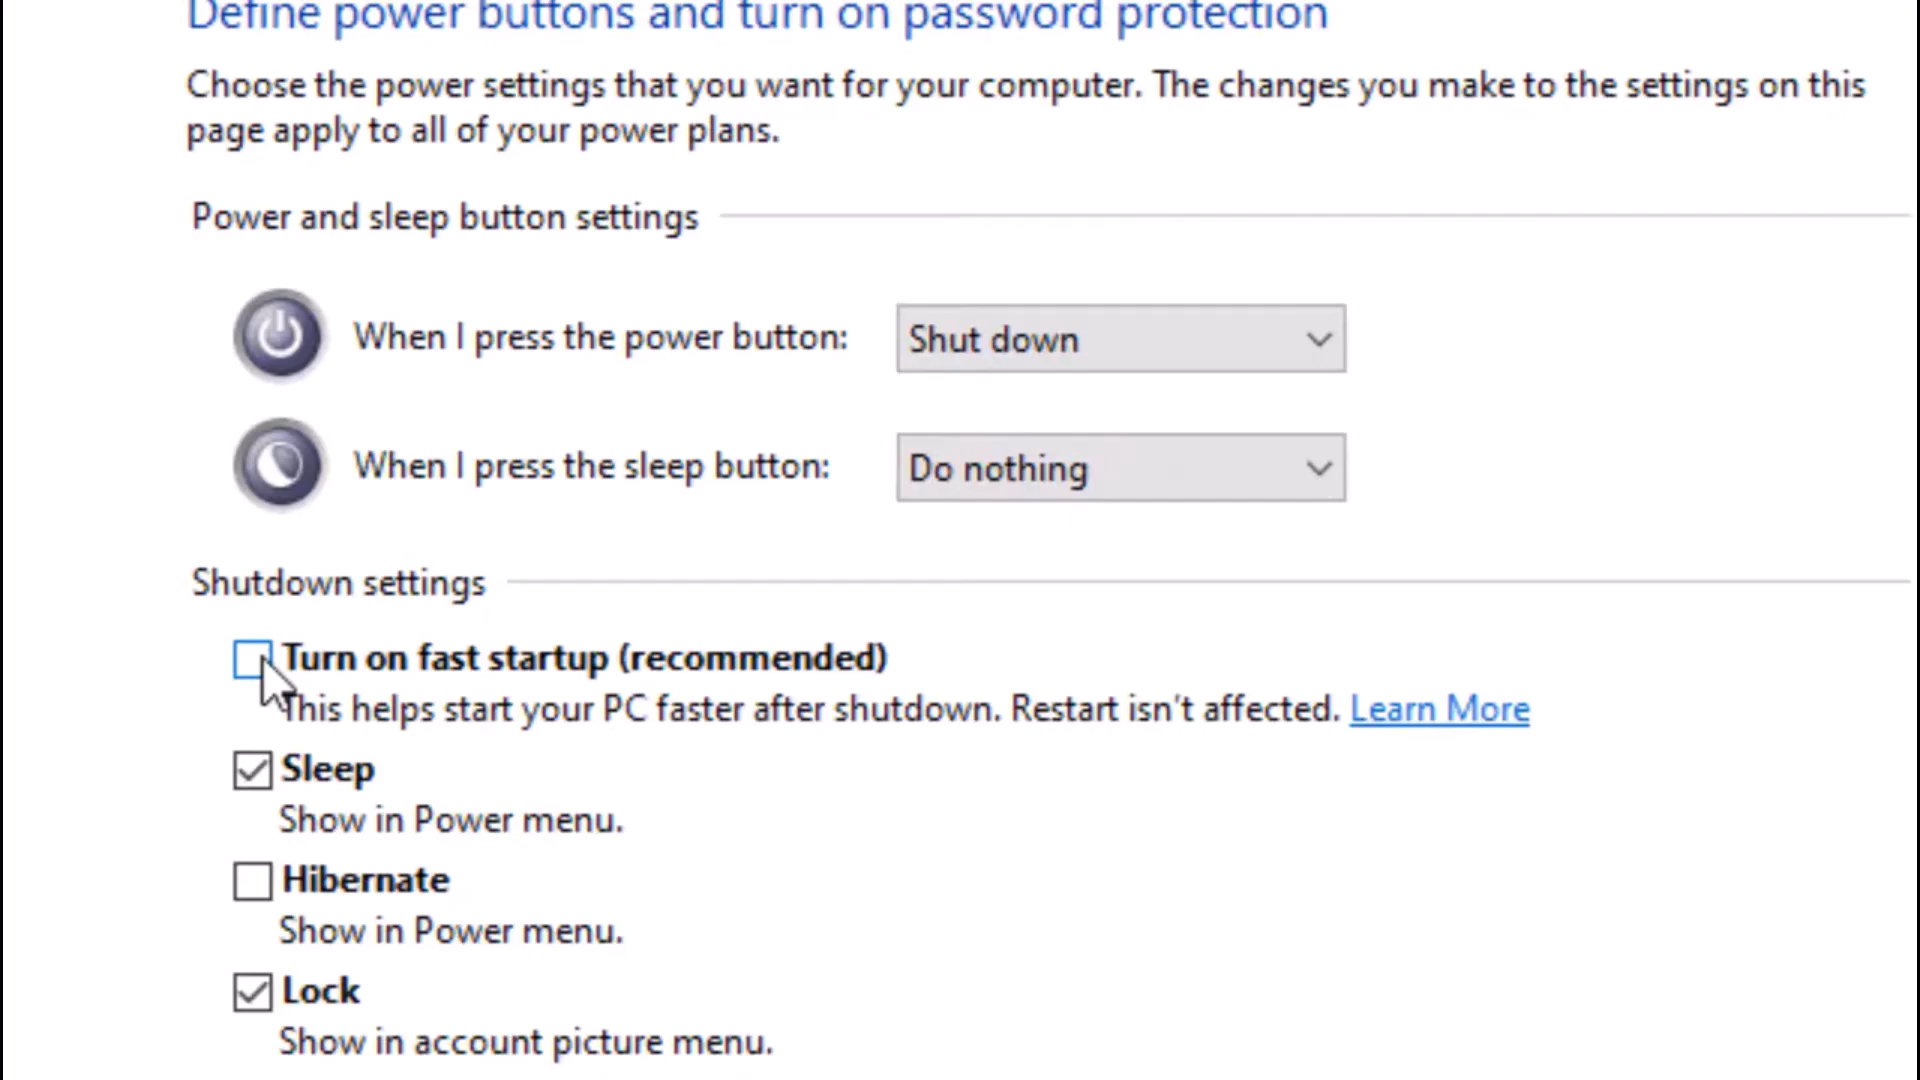 Define power buttons and turn on password protection
Choose the power settings that you want for your computer. The changes you make to the settings on this
page apply to all of your power plans.
Power and sleep button settings
When I press the power button: Shut down
When I press the sleep button: Do nothing
Shutdown settings
Turn on fast startup (recommended)
This helps start your PC faster after shutdown. Restart isn't affected. Learn More
Sleep
Show in Power menu.
Hibernate
Show in Power menu.
Lock
Show in account picture menu.